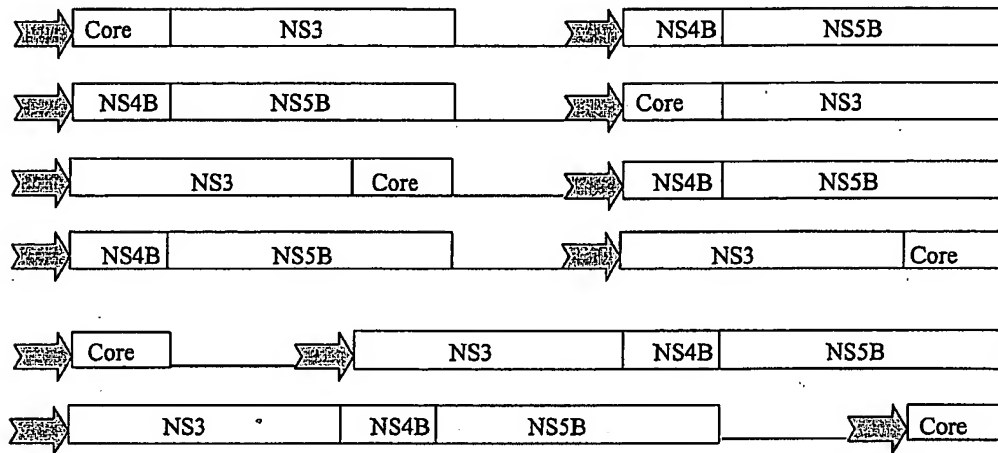 Core NS3 NS4B NS5B
NS4B NS5B Core NS3
NS3 Core NS4B NS5B
NS4B NS5B NS3 Core
Core NS3 NS4B NS5B
NS3 NS4B NS5B Core